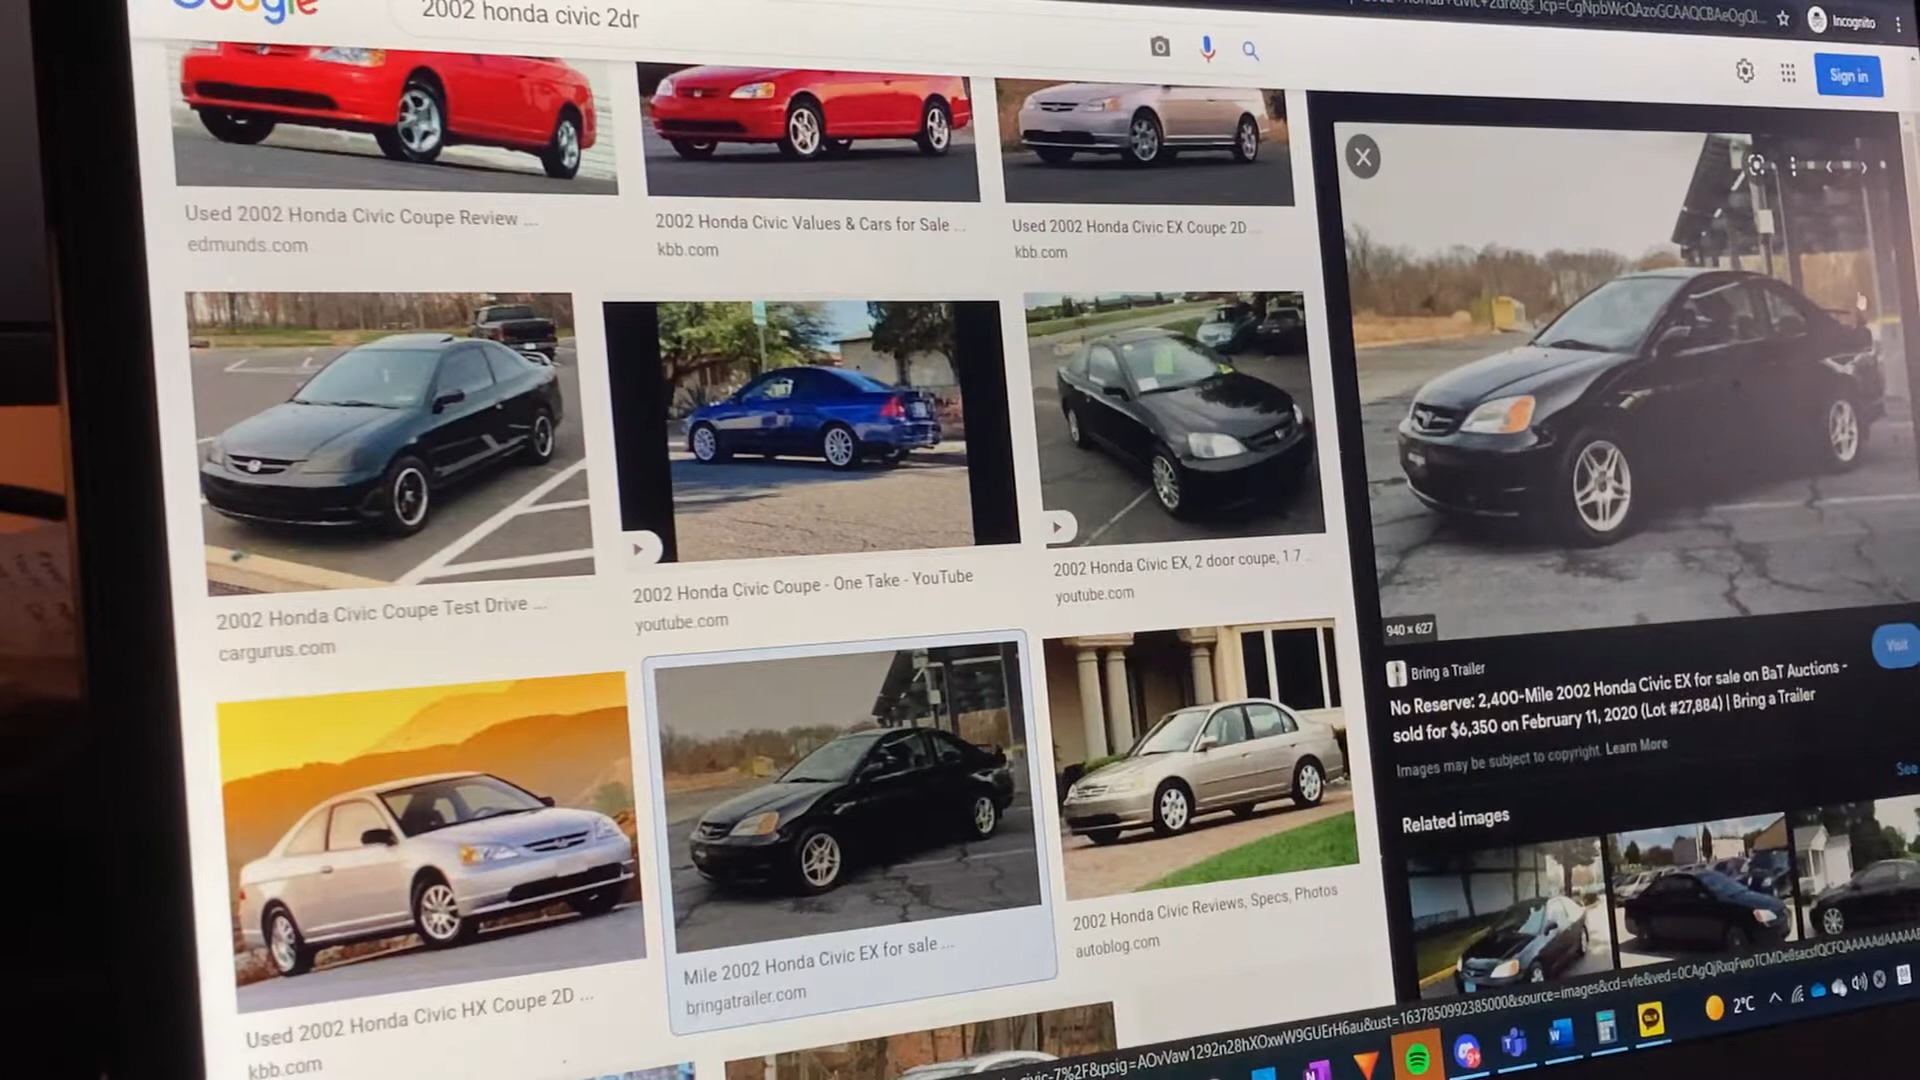 Google
2002 honda civic 2dr
Incognito
Sign in
Used 2002 Honda Civic Coupe Review ...
edmunds.com
2002 Honda Civic Values & Cars for Sale ...
kbb.com
Used 2002 Honda Civic EX Coupe 2D ...
kbb.com
2002 Honda Civic Coupe Test Drive ...
cargurus.com
2002 Honda Civic Coupe - One Take - YouTube
youtube.com
2002 Honda Civic EX, 2 door coupe, 1.7 ...
youtube.com
940 x 627
Bring a Trailer
Visit
No Reserve: 2,400-Mile 2002 Honda Civic EX for sale on BaT Auctions -
sold for $6,350 on February 11, 2020 (Lot #27,884) | Bring a Trailer
Images may be subject to copyright. Learn More
See
Related images
Used 2002 Honda Civic HX Coupe 2D ...
kbb.com
Mile 2002 Honda Civic EX for sale ...
bringatrailer.com
2002 Honda Civic Reviews, Specs, Photos
autoblog.com
2°C